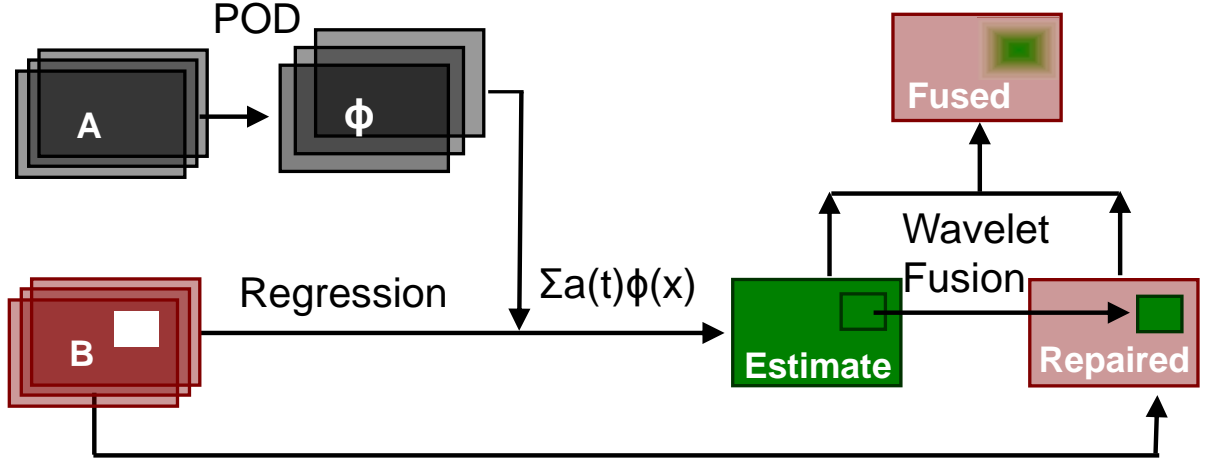 POD
A
ϕ
Fused
Wavelet
Fusion
Regression
Σa(t)ϕ(x)
B
Estimate
Repaired